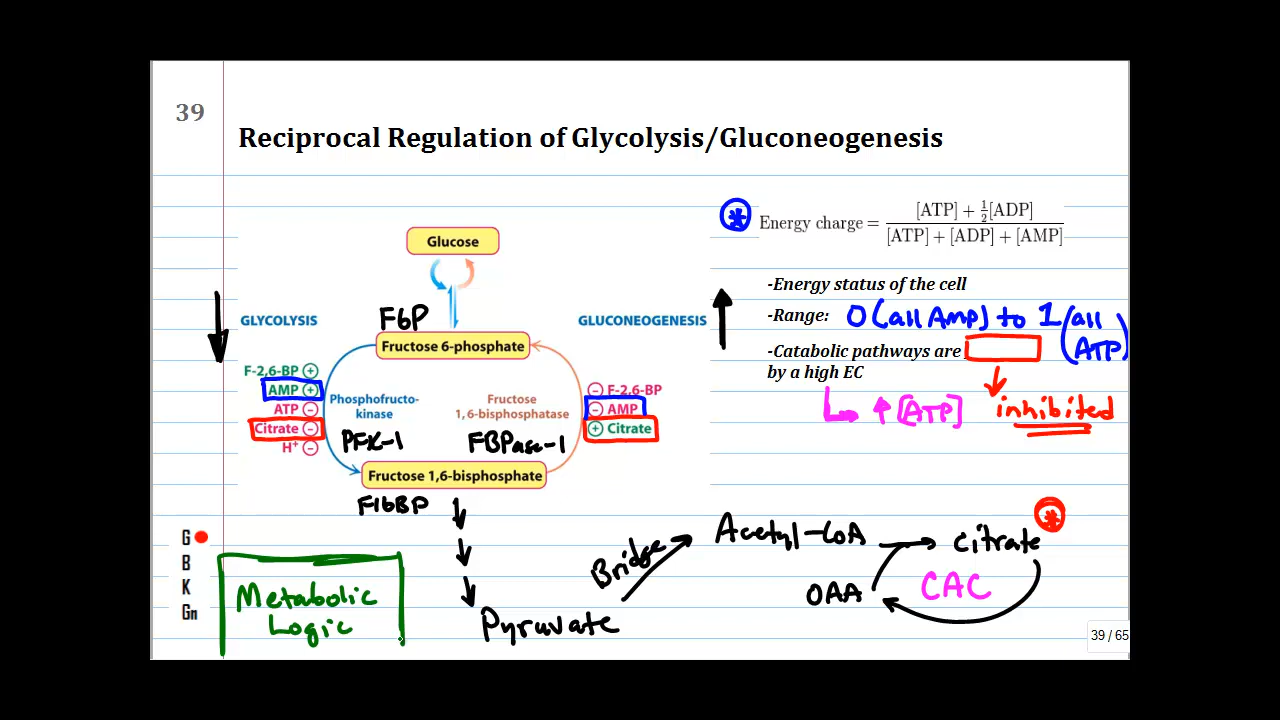 39
Reciprocal Regulation of Glycolysis/Gluconeogenesis
Energy charge = [ATP] + 1/2[ADP] / [ATP] + [ADP] + [AMP]
-Energy status of the cell
-Range: 0 (all AMP) to 1 (all ATP)
-Catabolic pathways are
by a high EC
inhibited
↑ [ATP]
Glucose
F6P
GLYCOLYSIS
GLUCONEOGENESIS
Fructose 6-phosphate
F-2,6-BP +
AMP +
ATP −
Citrate −
H+ −
Phosphofructo-
kinase
PFK-1
Fructose
1,6-bisphosphatase
FBPase-1
− F-2,6-BP
− AMP
+ Citrate
Fructose 1,6-bisphosphate
F16BP
Pyruvate
Bridge
Acetyl-CoA
Citrate
OAA
CAC
G
B
K
Gn
Metabolic
Logic
39 / 65